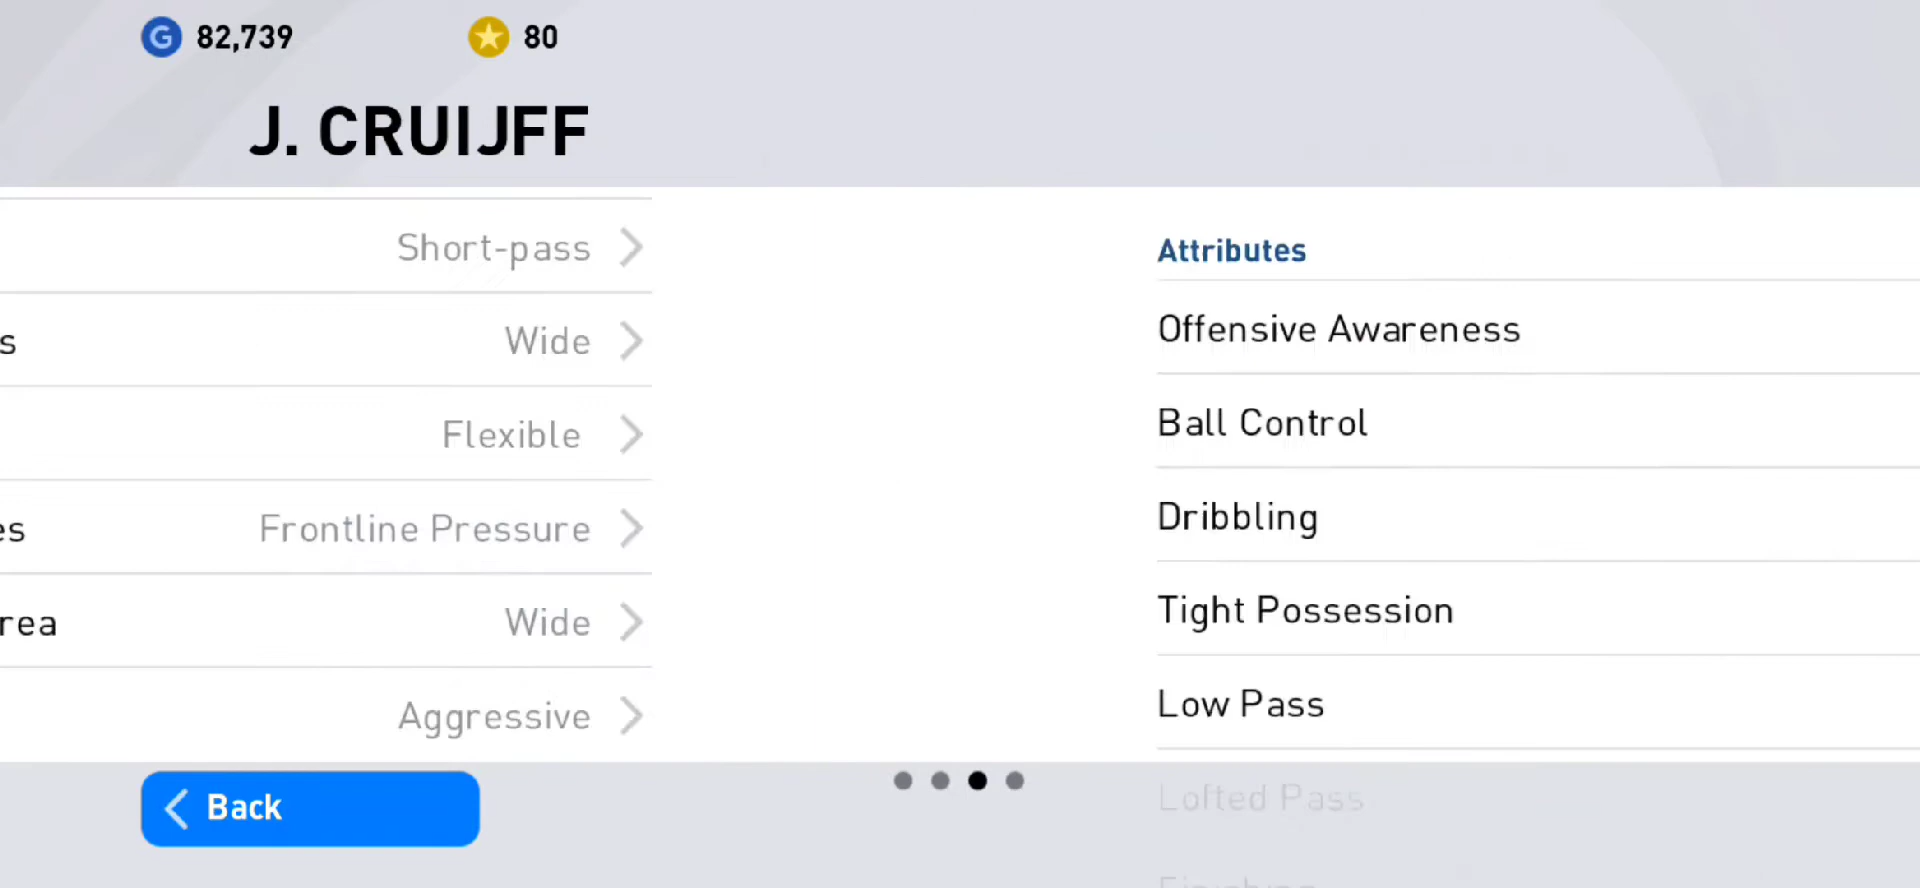 G 82,739 80
J. CRUIJFF
Short-pass
s Wide
Flexible
es Frontline Pressure
rea Wide
Aggressive
Attributes
Offensive Awareness
Ball Control
Dribbling
Tight Possession
Low Pass
Lofted Pass
Back